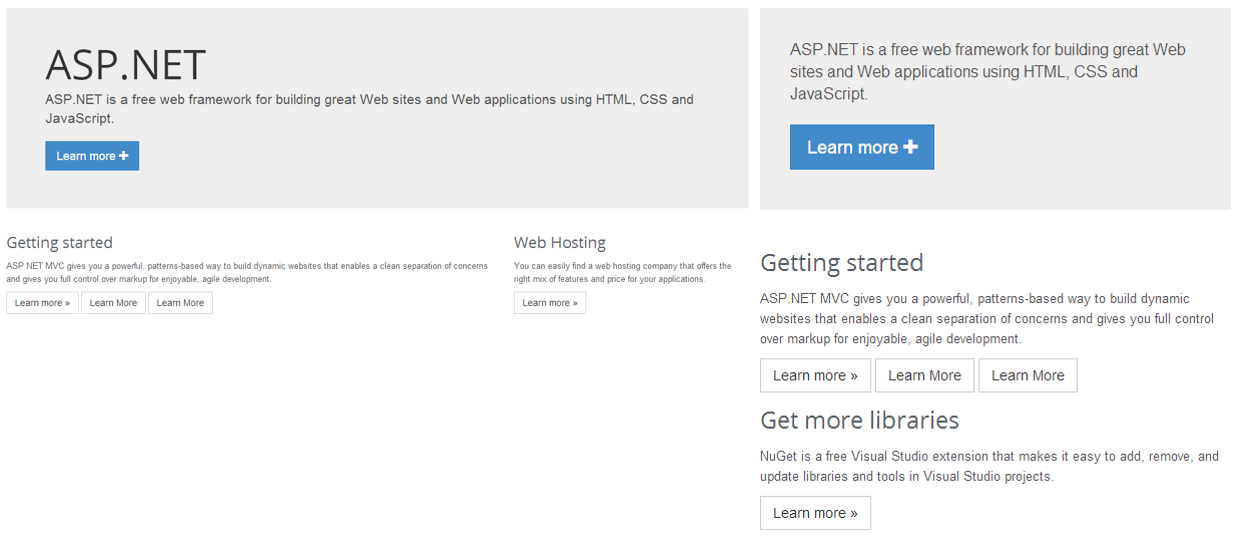 ASP.NET
ASP.NET is a free web framework for building great Web sites and Web applications using HTML, CSS and
JavaScript.
Learn more +
Getting started
ASP.NET MVC gives you a powerful, patterns-based way to build dynamic websites that enables a clean separation of concerns
and gives you full control over markup for enjoyable, agile development.
Learn more » Learn More Learn More
Web Hosting
You can easily find a web hosting company that offers the
right mix of features and price for your applications.
Learn more »
ASP.NET is a free web framework for building great Web
sites and Web applications using HTML, CSS and
JavaScript.
Learn more +
Getting started
ASP.NET MVC gives you a powerful, patterns-based way to build dynamic
websites that enables a clean separation of concerns and gives you full control
over markup for enjoyable, agile development.
Learn more » Learn More Learn More
Get more libraries
NuGet is a free Visual Studio extension that makes it easy to add, remove, and
update libraries and tools in Visual Studio projects.
Learn more »